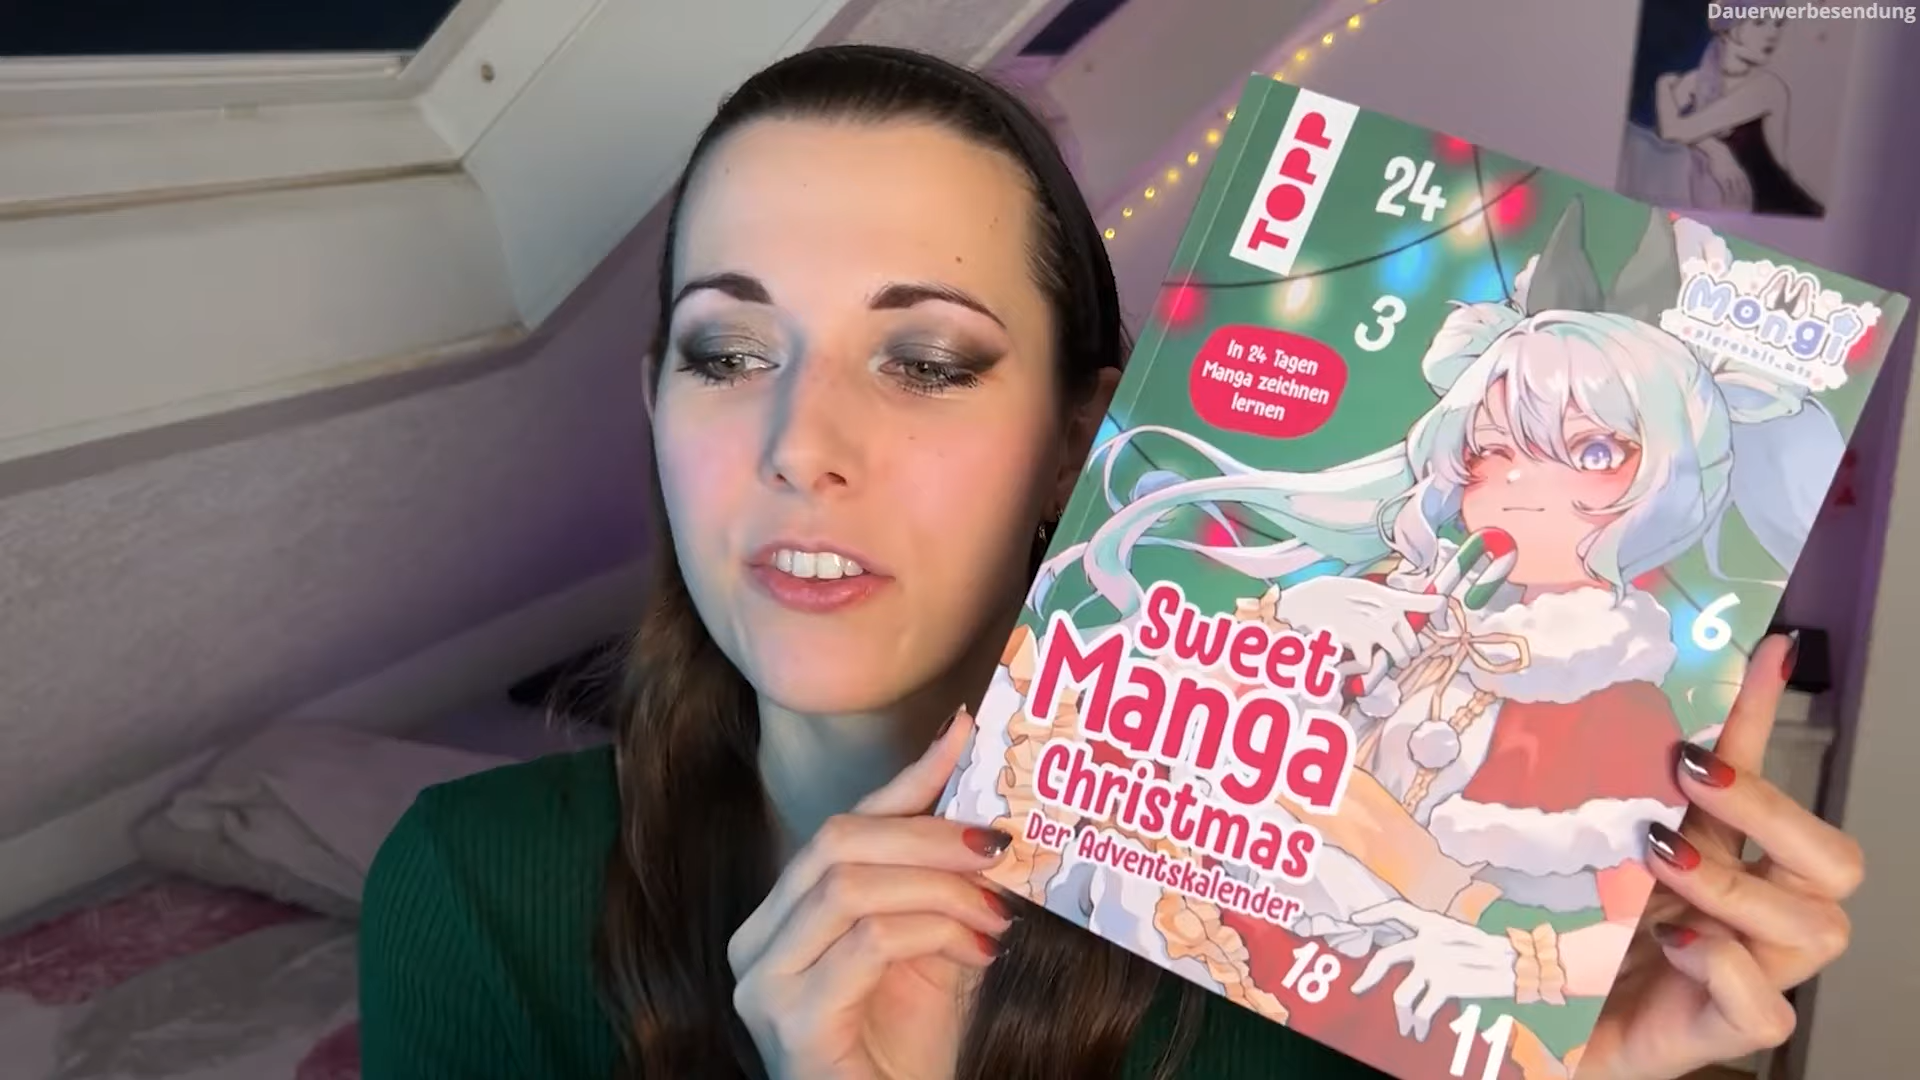 Dauerwerbesendung
TOPP
24
3
In 24 Tagen
Manga zeichnen
lernen
Mongi
6
Sweet
Manga
Christmas
Der Adventskalender
18
11